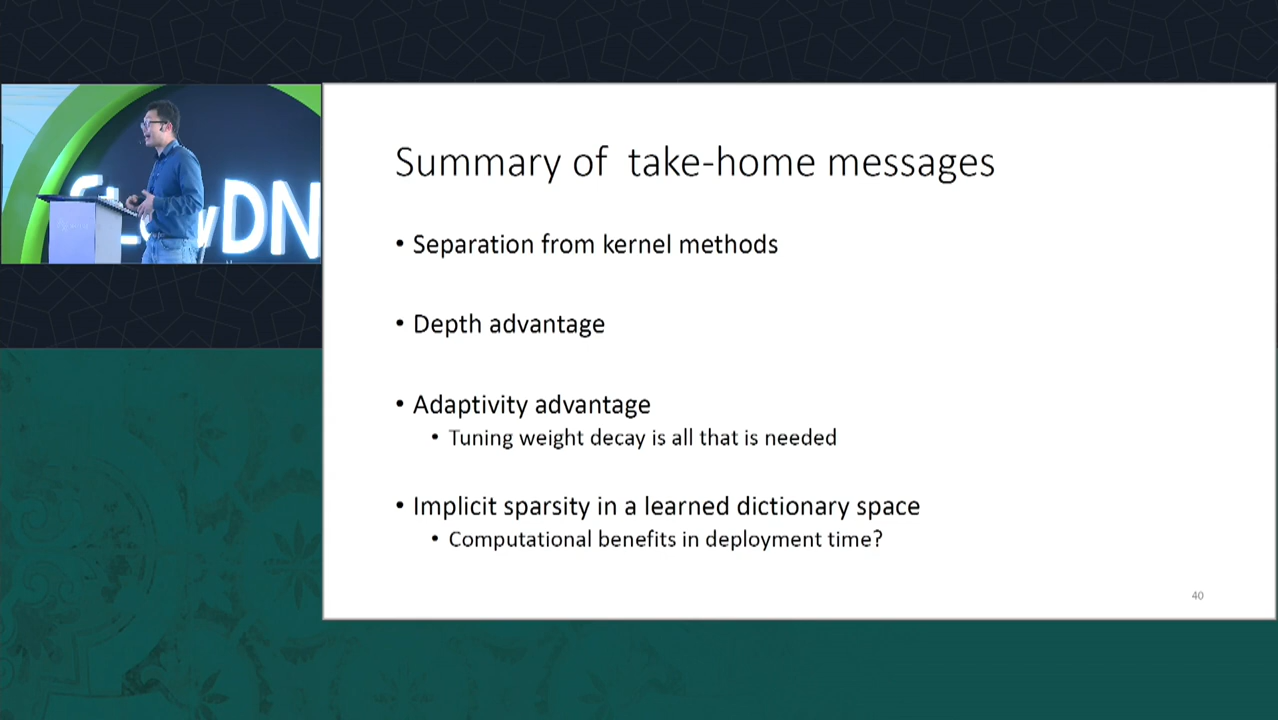 Summary of take-home messages
• Separation from kernel methods
• Depth advantage
• Adaptivity advantage
• Tuning weight decay is all that is needed
• Implicit sparsity in a learned dictionary space
• Computational benefits in deployment time?
40